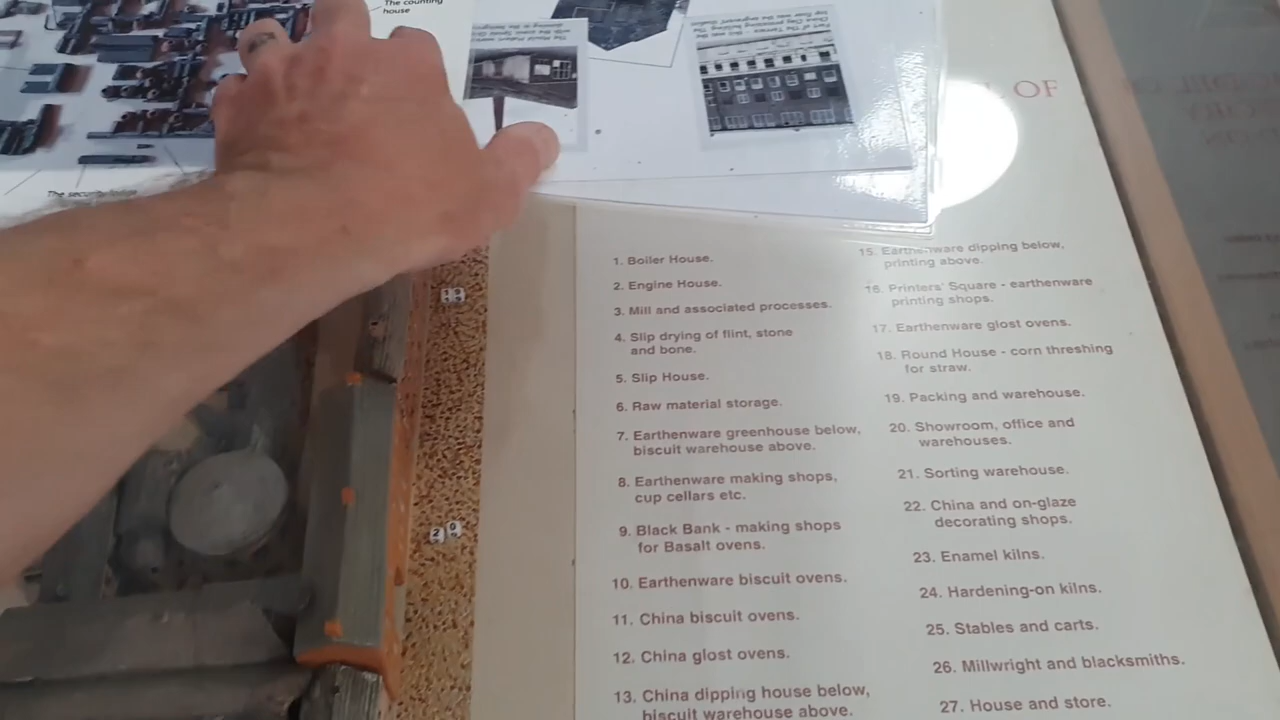 The counting
house
The security
OF
1. Boiler House.
2. Engine House.
3. Mill and associated processes.
4. Slip drying of flint, stone
and bone.
5. Slip House.
6. Raw material storage.
7. Earthenware greenhouse below,
biscuit warehouse above.
8. Earthenware making shops,
cup cellars etc.
9. Black Bank - making shops
for Basalt ovens.
10. Earthenware biscuit ovens.
11. China biscuit ovens.
12. China glost ovens.
13. China dipping house below,
biscuit warehouse above.
15. Earthenware dipping below,
printing above.
16. Printers' Square - earthenware
printing shops.
17. Earthenware glost ovens.
18. Round House - corn threshing
for straw.
19. Packing and warehouse.
20. Showroom, office and
warehouses.
21. Sorting warehouse.
22. China and on-glaze
decorating shops.
23. Enamel kilns.
24. Hardening-on kilns.
25. Stables and carts.
26. Millwright and blacksmiths.
27. House and store.